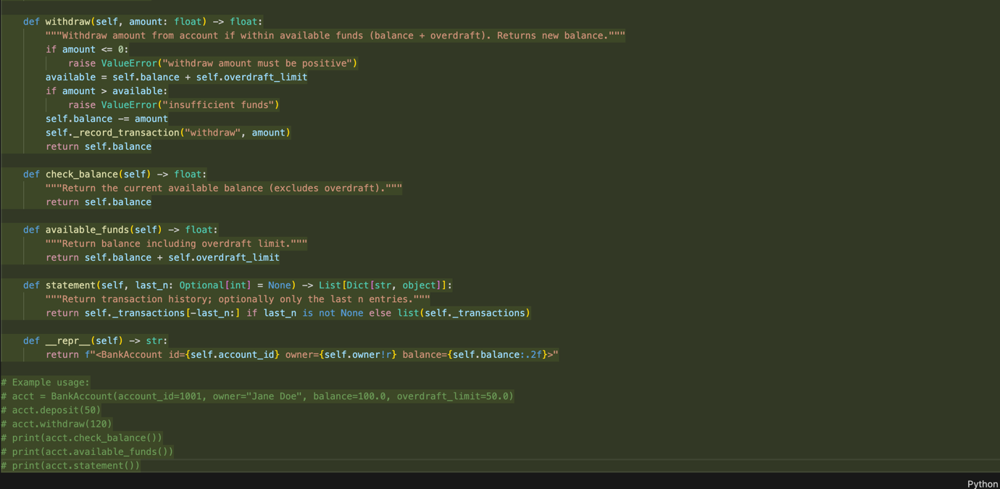 def withdraw(self, amount: float) -> float:
"""Withdraw amount from account if within available funds (balance + overdraft). Returns new balance."""
if amount <= 0:
raise ValueError("withdraw amount must be positive")
available = self.balance + self.overdraft_limit
if amount > available:
raise ValueError("insufficient funds")
self.balance -= amount
self._record_transaction("withdraw", amount)
return self.balance
def check_balance(self) -> float:
"""Return the current available balance (excludes overdraft)."""
return self.balance
def available_funds(self) -> float:
"""Return balance including overdraft limit."""
return self.balance + self.overdraft_limit
def statement(self, last_n: Optional[int] = None) -> List[Dict[str, object]]:
"""Return transaction history; optionally only the last n entries."""
return self._transactions[-last_n:] if last_n is not None else list(self._transactions)
def __repr__(self) -> str:
return f"<BankAccount id={self.account_id} owner={self.owner!r} balance={self.balance:.2f}>"
# Example usage:
# acct = BankAccount(account_id=1001, owner="Jane Doe", balance=100.0, overdraft_limit=50.0)
# acct.deposit(50)
# acct.withdraw(120)
# print(acct.check_balance())
# print(acct.available_funds())
# print(acct.statement())
Python